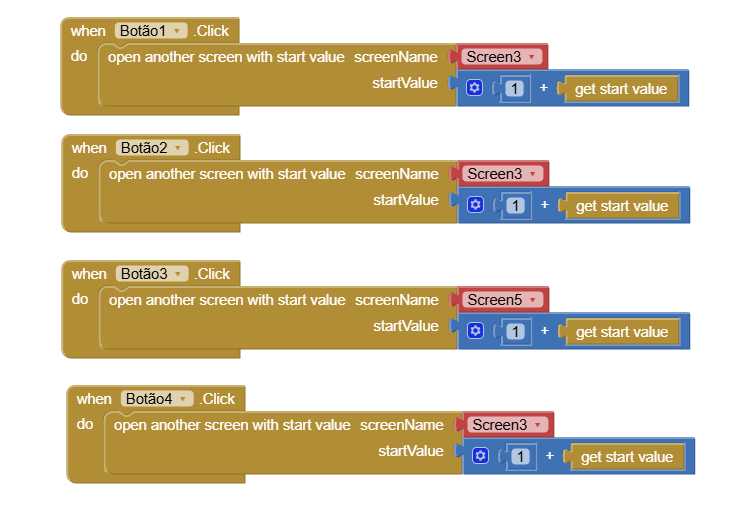 when Botão1 .Click
do open another screen with start value screenName Screen3
startValue 1 + get start value
when Botão2 .Click
do open another screen with start value screenName Screen3
startValue 1 + get start value
when Botão3 .Click
do open another screen with start value screenName Screen5
startValue 1 + get start value
when Botão4 .Click
do open another screen with start value screenName Screen3
startValue 1 + get start value